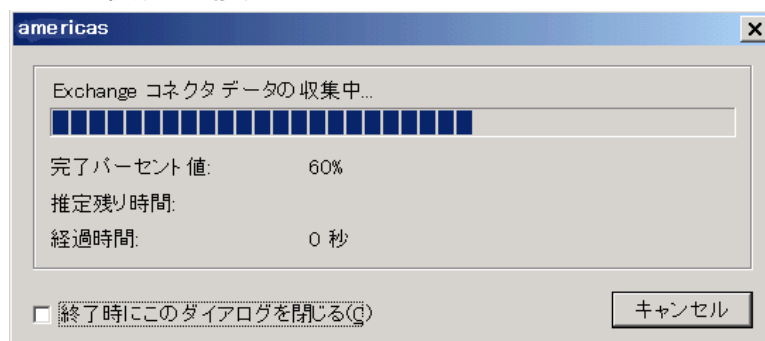 americas
Exchange コネクタ データの収集中...
完了パーセント値: 60%
推定残り時間:
経過時間: 0 秒
終了時にこのダイアログを閉じる(C)
キャンセル